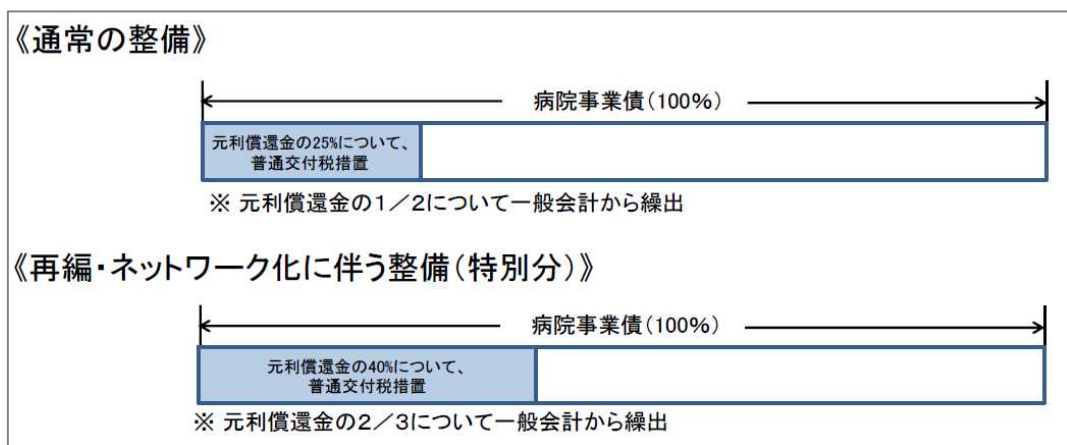 《通常の整備》
病院事業債（100％）
元利償還金の25%について、
普通交付税措置
※ 元利償還金の１／２について一般会計から繰出
《再編・ネットワーク化に伴う整備（特別分）》
病院事業債（100％）
元利償還金の40%について、
普通交付税措置
※ 元利償還金の２／３について一般会計から繰出